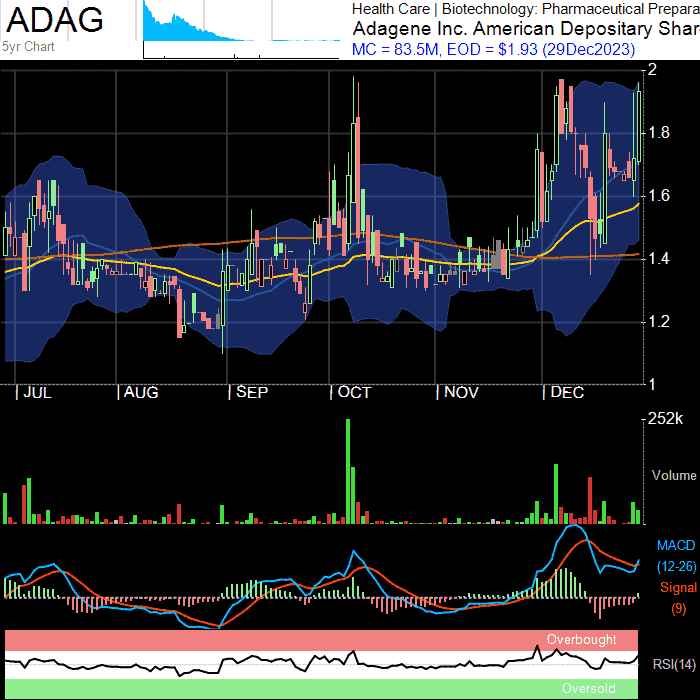 ADAG
5yr Chart
Health Care | Biotechnology: Pharmaceutical Prepara
Adagene Inc. American Depositary Shar
MC = 83.5M, EOD = $1.93 (29Dec2023)
2
1.8
1.6
1.4
1.2
1
JUL AUG SEP OCT NOV DEC
252k
Volume
MACD
(12-26)
Signal
(9)
Overbought
RSI(14)
Oversold